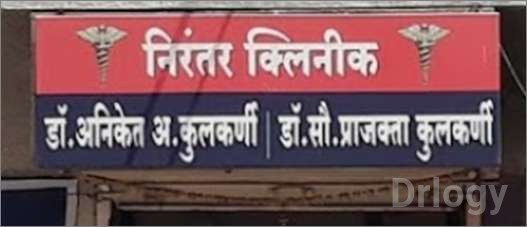 निरंतर क्लिनीक
डॉ.अनिकेत अ.कुलकर्णी | डॉ.सौ.प्राजक्ता कुलकर्णी
Drlogy